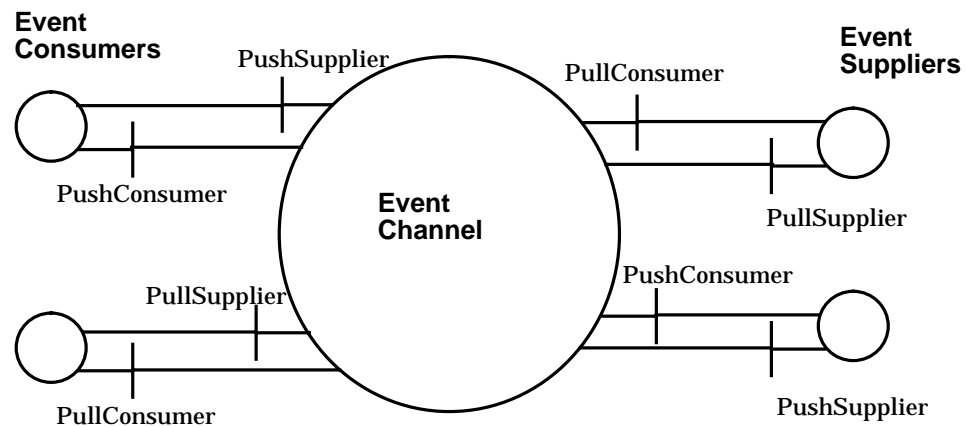 Event
Consumers
PushSupplier
PullConsumer
Event
Suppliers
PushConsumer
Event
Channel
PullSupplier
PullSupplier
PushConsumer
PullConsumer
PushSupplier